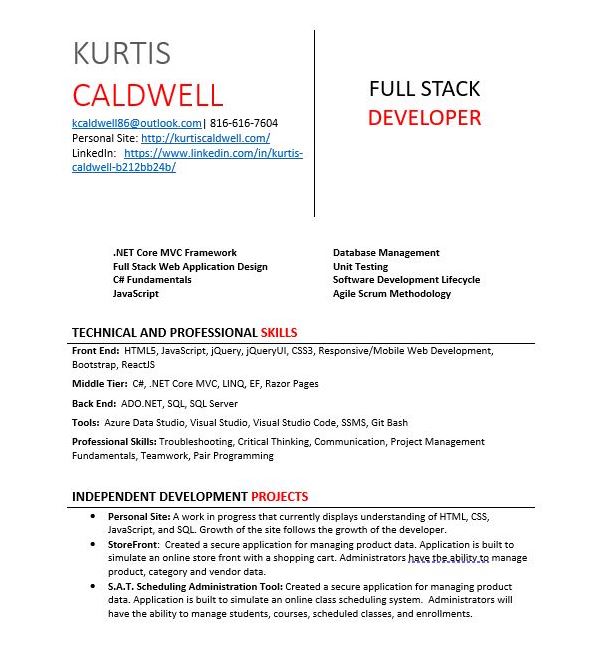 KURTIS
CALDWELL
kcaldwell86@outlook.com| 816-616-7604
Personal Site: http://kurtiscaldwell.com/
LinkedIn: https://www.linkedin.com/in/kurtis-
caldwell-b212bb24b/
FULL STACK
DEVELOPER
.NET Core MVC Framework
Full Stack Web Application Design
C# Fundamentals
JavaScript
Database Management
Unit Testing
Software Development Lifecycle
Agile Scrum Methodology
TECHNICAL AND PROFESSIONAL SKILLS
Front End: HTML5, JavaScript, jQuery, jQueryUI, CSS3, Responsive/Mobile Web Development,
Bootstrap, ReactJS
Middle Tier: C#, .NET Core MVC, LINQ, EF, Razor Pages
Back End: ADO.NET, SQL, SQL Server
Tools: Azure Data Studio, Visual Studio, Visual Studio Code, SSMS, Git Bash
Professional Skills: Troubleshooting, Critical Thinking, Communication, Project Management
Fundamentals, Teamwork, Pair Programming
INDEPENDENT DEVELOPMENT PROJECTS
• Personal Site: A work in progress that currently displays understanding of HTML, CSS,
JavaScript, and SQL. Growth of the site follows the growth of the developer.
• StoreFront: Created a secure application for managing product data. Application is built to
simulate an online store front with a shopping cart. Administrators have the ability to manage
product, category and vendor data.
• S.A.T. Scheduling Administration Tool: Created a secure application for managing product
data. Application is built to simulate an online class scheduling system. Administrators will
have the ability to manage students, courses, scheduled classes, and enrollments.